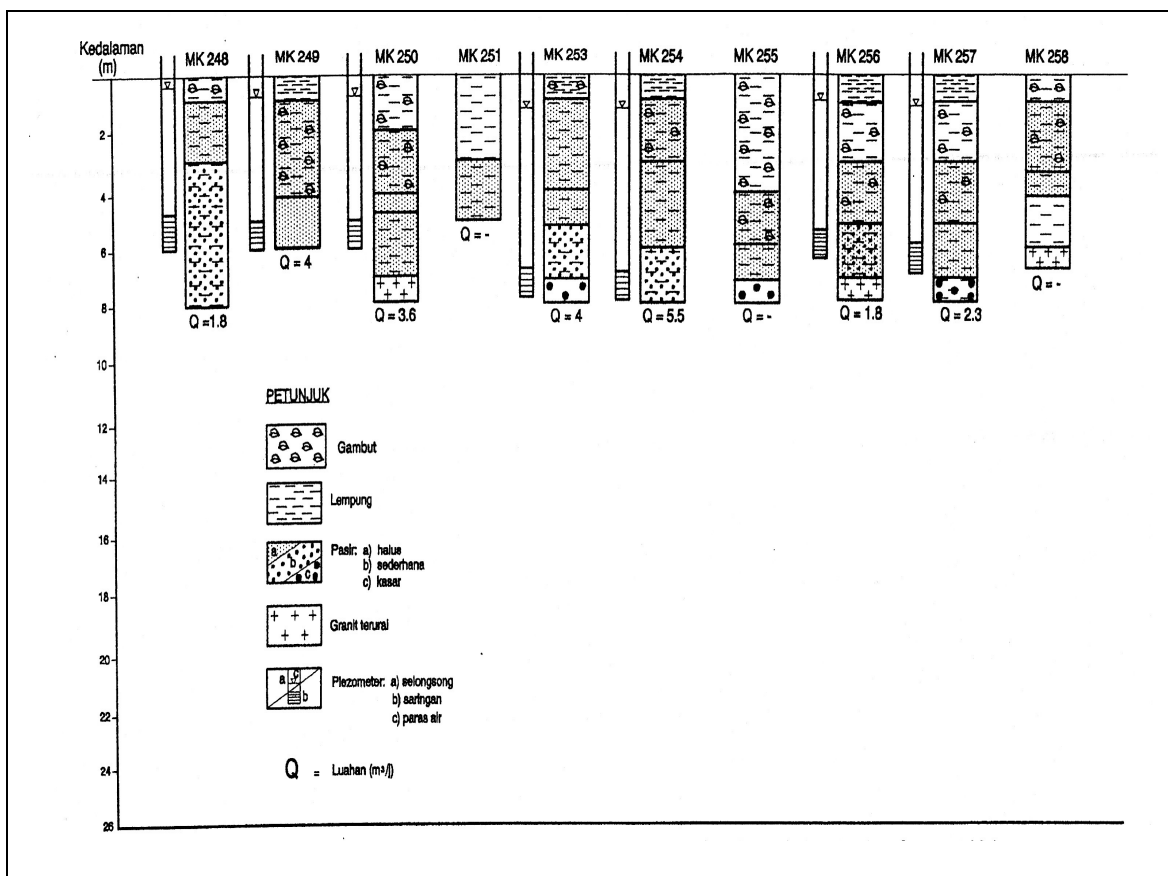 Kedalaman
(m)
MK 248 MK 249 MK 250 MK 251 MK 253 MK 254 MK 255 MK 256 MK 257 MK 258
2
4
6
8
10
12
14
16
18
20
22
24
26
Q =1.8
Q = 4
Q = 3.6
Q = -
Q = 4
Q = 5.5
Q = -
Q = 1.8
Q = 2.3
Q = -
PETUNJUK
Gambut
Lempung
a b c
Pasir: a) halus
b) sederhana
c) kasar
Granit terurai
a c b
Piezometer: a) selongsong
b) saringan
c) paras air
Q = Luahan (m³/j)